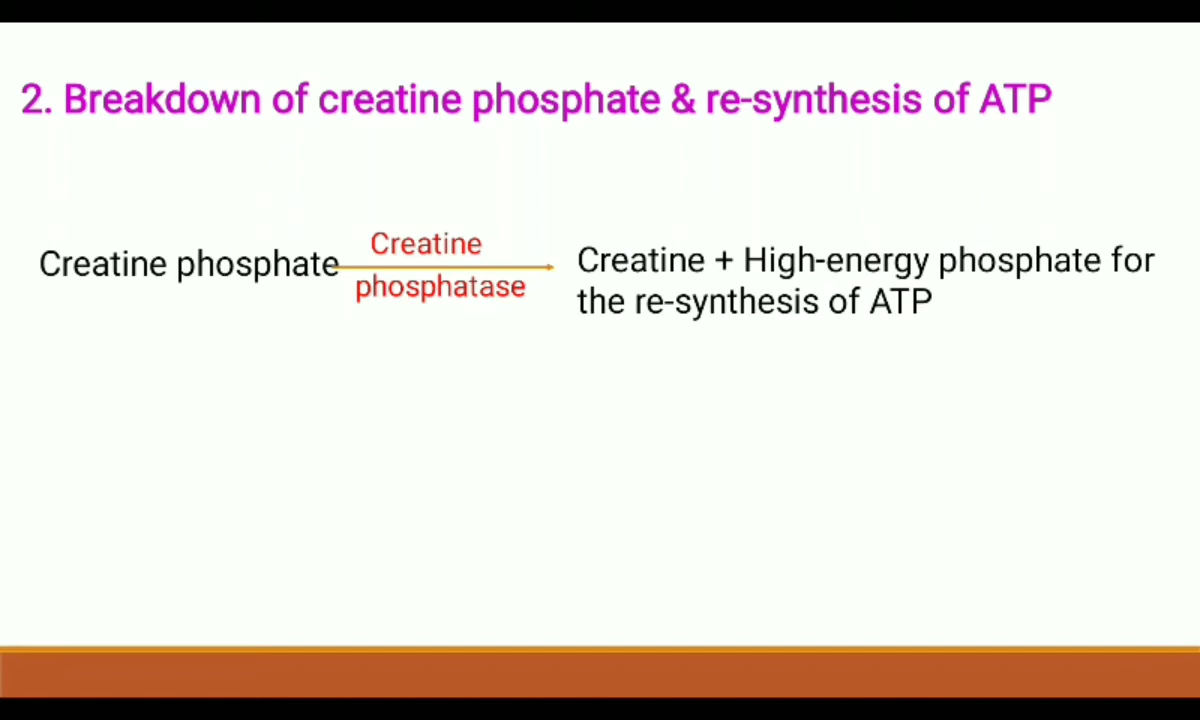 2. Breakdown of creatine phosphate & re-synthesis of ATP
Creatine phosphate
Creatine
phosphatase
Creatine + High-energy phosphate for
the re-synthesis of ATP